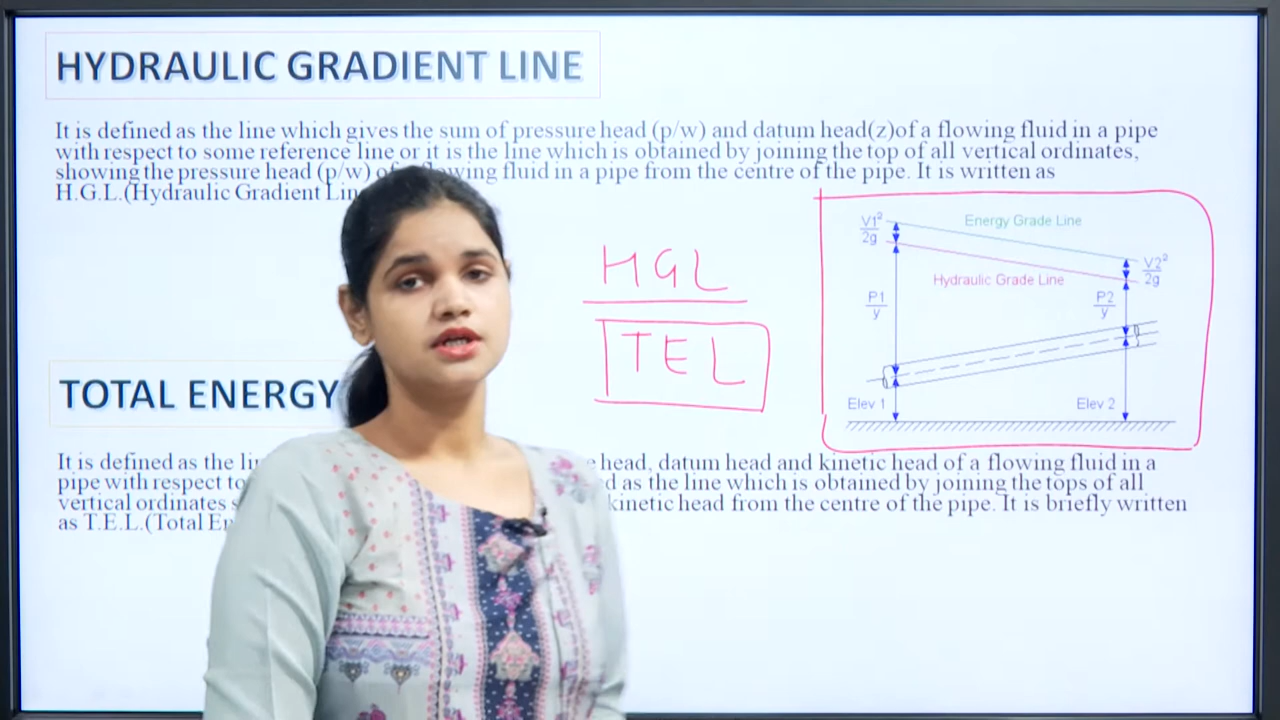 HYDRAULIC GRADIENT LINE
It is defined as the line which gives the sum of pressure head (p/w) and datum head(z)of a flowing fluid in a pipe
with respect to some reference line or it is the line which is obtained by joining the top of all vertical ordinates,
showing the pressure head (p/w) of flowing fluid in a pipe from the centre of the pipe. It is written as
H.G.L.(Hydraulic Gradient Lin
HGL
TEL
V1²
2g
Energy Grade Line
V2²
2g
Hydraulic Grade Line
P1
y
P2
y
Elev 1
Elev 2
TOTAL ENERGY
It is defined as the lin head, datum head and kinetic head of a flowing fluid in a
pipe with respect to as the line which is obtained by joining the tops of all
vertical ordinates kinetic head from the centre of the pipe. It is briefly written
as T.E.L.(Total En